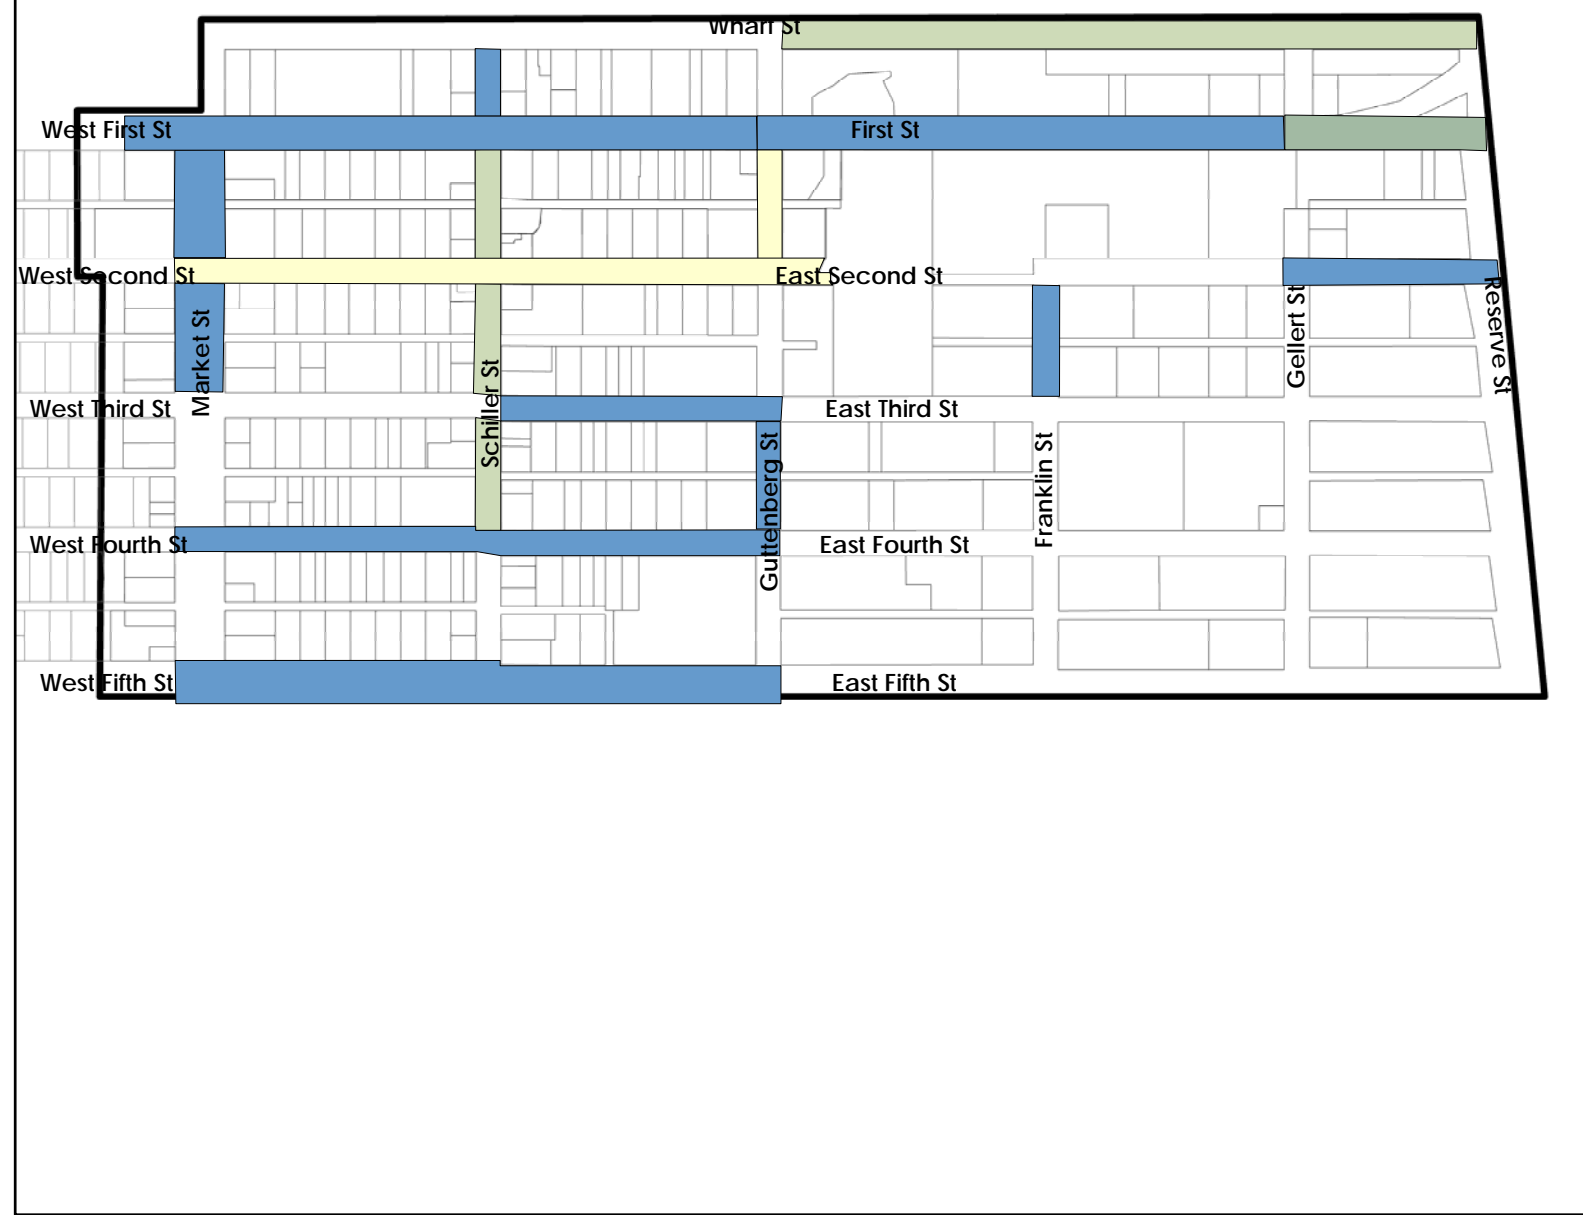 Wharf St
West First St
First St
West Second St
East Second St
Market St
Schiller St
Gellert St
Reserve St
West Third St
East Third St
Guttenberg St
Franklin St
West Fourth St
East Fourth St
West Fifth St
East Fifth St